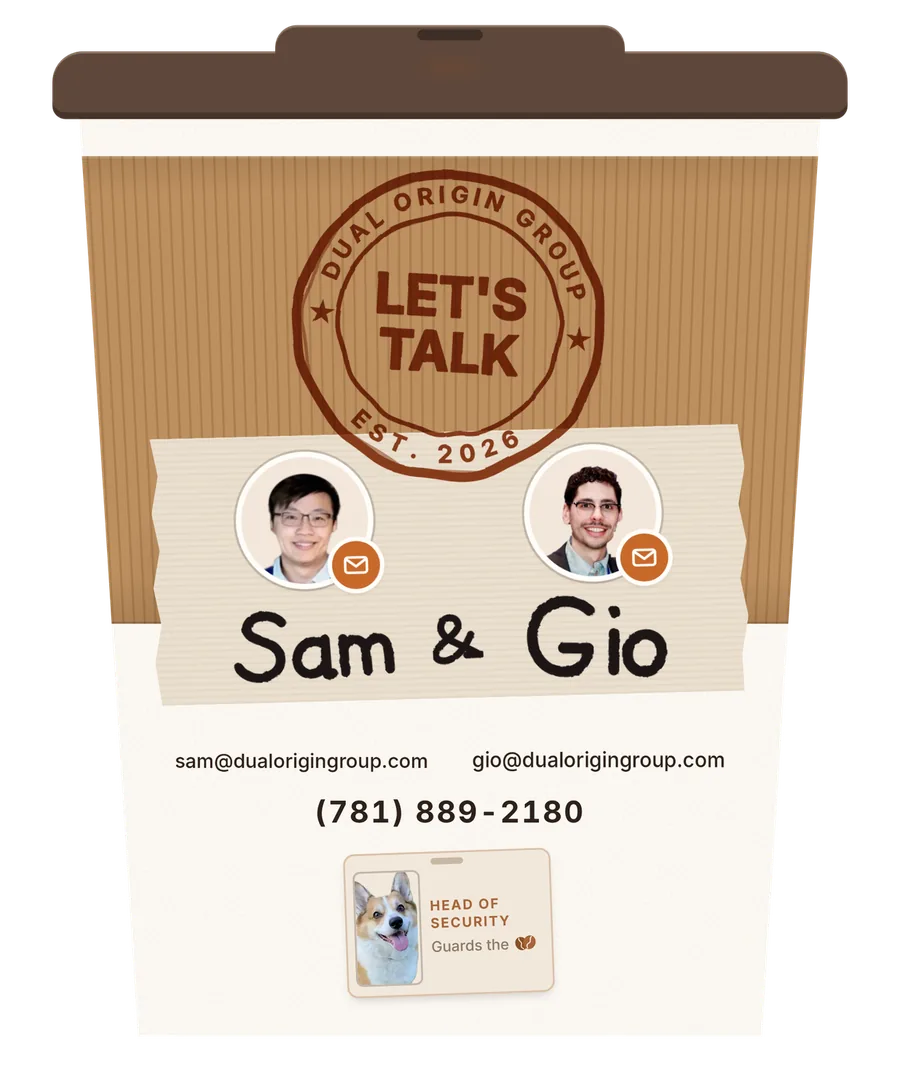 DUAL ORIGIN GROUP
LET'S
TALK
EST. 2026
Sam & Gio
sam@dualorigingroup.com gio@dualorigingroup.com
(781) 889-2180
HEAD OF
SECURITY
Guards the